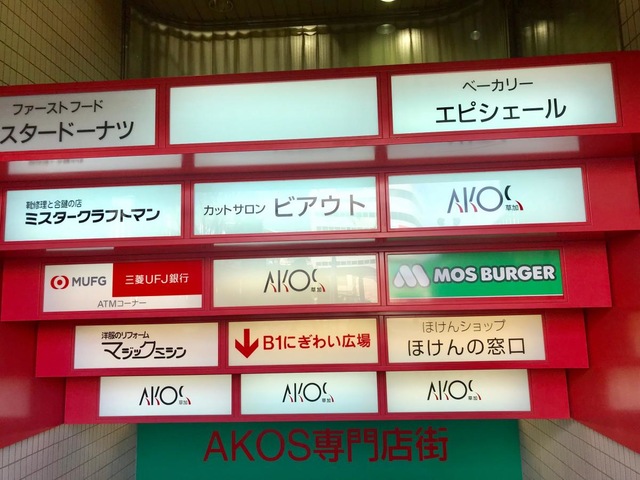 ファーストフード
スタードーナツ
ベーカリー
エピシェール
靴修理と合鍵の店
ミスタークラフトマン
カットサロン ビアウト
AKOS 草加
MUFG 三菱UFJ銀行
ATMコーナー
AKOS 草加
MOS BURGER
洋服のリフォーム
マジックミシン
B1にぎわい広場
ほけんショップ
ほけんの窓口
AKOS 草加
AKOS 草加
AKOS 草加
AKOS専門店街